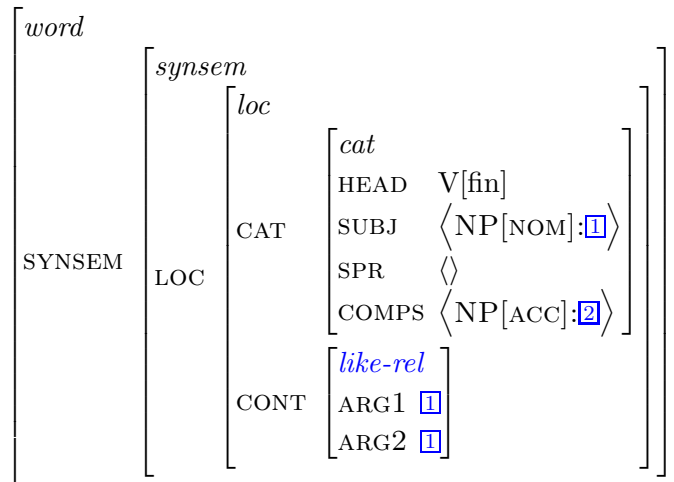 word
synsem
loc
cat
HEAD V[fin]
CAT SUBJ ⟨NP[NOM]:1⟩
SYNSEM LOC SPR ⟨⟩
COMPS ⟨NP[ACC]:2⟩
like-rel
CONT ARG1 1
ARG2 1